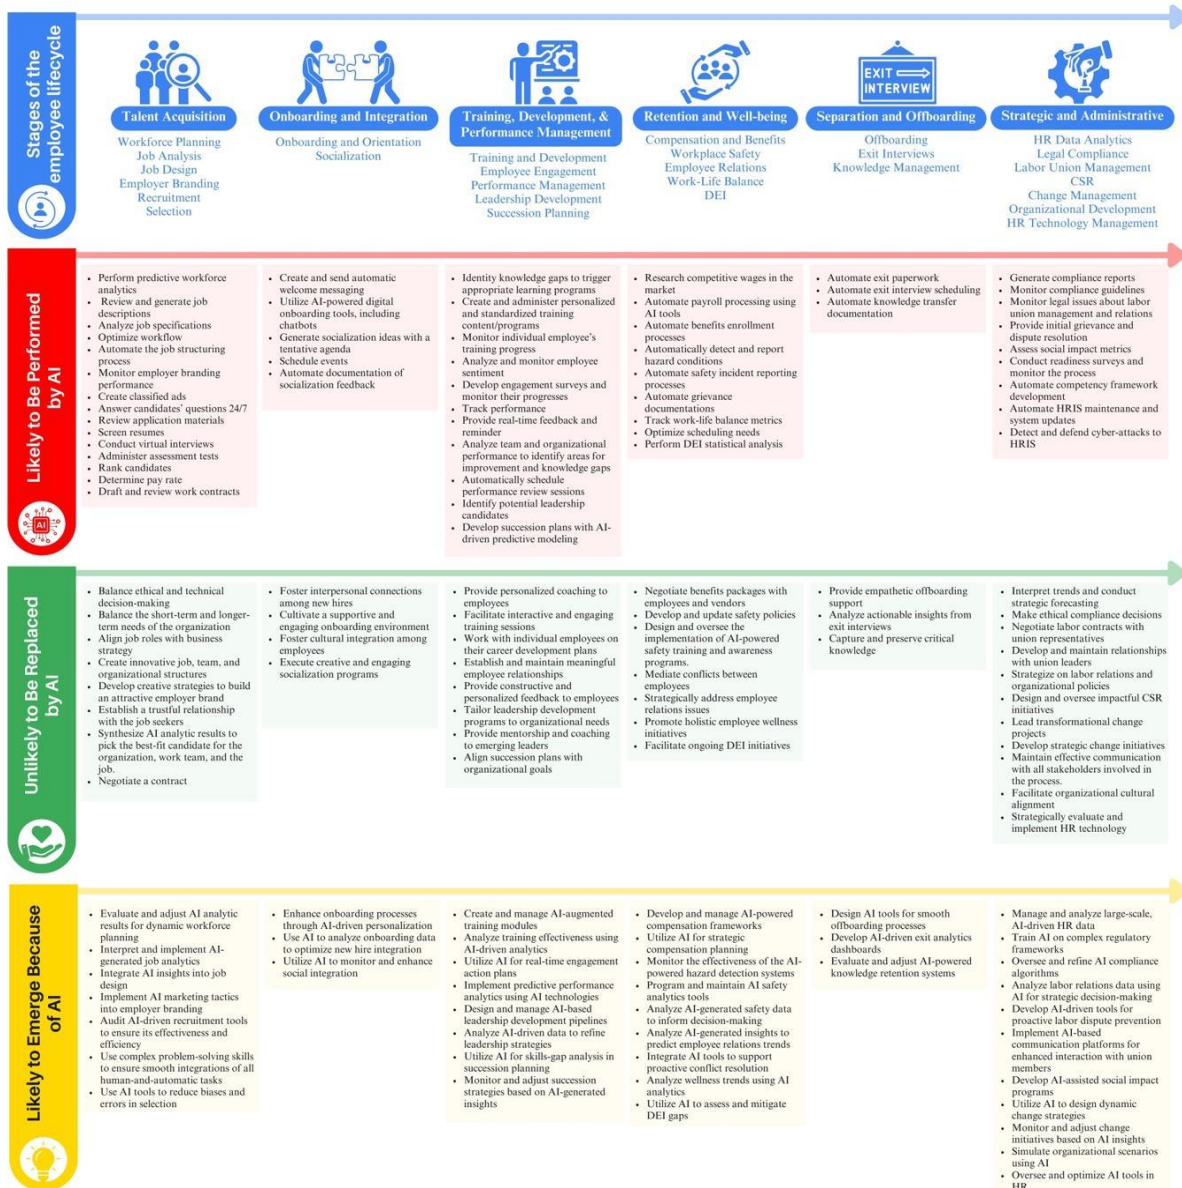 Stages of the
employee lifecycle
EXIT
INTERVIEW
Talent Acquisition
Workforce Planning
Job Analysis
Job Design
Employer Branding
Recruitment
Selection
Onboarding and Integration
Onboarding and Orientation
Socialization
Training, Development, &
Performance Management
Training and Development
Employee Engagement
Performance Management
Leadership Development
Succession Planning
Retention and Well-being
Compensation and Benefits
Workplace Safety
Employee Relations
Work-Life Balance
DEI
Separation and Offboarding
Offboarding
Exit Interviews
Knowledge Management
Strategic and Administrative
HR Data Analytics
Legal Compliance
Labor Union Management
CSR
Change Management
Organizational Development
HR Technology Management
Likely to Be Performed
by AI
AI
• Perform predictive workforce
analytics
• Review and generate job
descriptions
• Analyze job specifications
• Optimize workflow
• Automate the job structuring
process
• Monitor employer branding
performance
• Create classified ads
• Answer candidates' questions 24/7
• Review application materials
• Screen resumes
• Conduct virtual interviews
• Administer assessment tests
• Rank candidates
• Determine pay rate
• Draft and review work contracts
• Create and send automatic
welcome messaging
• Utilize AI-powered digital
onboarding tools, including
chatbots
• Generate socialization ideas with a
tentative agenda
• Schedule events
• Automate documentation of
socialization feedback
• Identity knowledge gaps to trigger
appropriate learning programs
• Create and administer personalized
and standardized training
content/programs
• Monitor individual employee's
training progress
• Analyze and monitor employee
sentiment
• Develop engagement surveys and
monitor their progresses
• Track performance
• Provide real-time feedback and
reminder
• Analyze team and organizational
performance to identify areas for
improvement and knowledge gaps
• Automatically schedule
performance review sessions
• Identify potential leadership
candidates
• Develop succession plans with AI-
driven predictive modeling
• Research competitive wages in the
market
• Automate payroll processing using
AI tools
• Automate benefits enrollment
processes
• Automatically detect and report
hazard conditions
• Automate safety incident reporting
processes
• Automate grievance
documentations
• Track work-life balance metrics
• Optimize scheduling needs
• Perform DEI statistical analysis
• Automate exit paperwork
• Automate exit interview scheduling
• Automate knowledge transfer
documentation
• Generate compliance reports
• Monitor compliance guidelines
• Monitor legal issues about labor
union management and relations
• Provide initial grievance and
dispute resolution
• Assess social impact metrics
• Conduct readiness surveys and
monitor the process
• Automate competency framework
development
• Automate HRIS maintenance and
system updates
• Detect and defend cyber-attacks to
HRIS
Unlikely to Be Replaced
by AI
• Balance ethical and technical
decision-making
• Balance the short-term and longer-
term needs of the organization
• Align job roles with business
strategy
• Create innovative job, team, and
organizational structures
• Develop creative strategies to build
an attractive employer brand
• Establish a trustful relationship
with the job seekers
• Synthesize AI analytic results to
pick the best-fit candidate for the
organization, work team, and the
job.
• Negotiate a contract
• Foster interpersonal connections
among new hires
• Cultivate a supportive and
engaging onboarding environment
• Foster cultural integration among
employees
• Execute creative and engaging
socialization programs
• Provide personalized coaching to
employees
• Facilitate interactive and engaging
training sessions
• Work with individual employees on
their career development plans
• Establish and maintain meaningful
employee relationships
• Provide constructive and
personalized feedback to employees
• Tailor leadership development
programs to organizational needs
• Provide mentorship and coaching
to emerging leaders
• Align succession plans with
organizational goals
• Negotiate benefits packages with
employees and vendors
• Develop and update safety policies
• Design and oversee the
implementation of AI-powered
safety training and awareness
programs.
• Mediate conflicts between
employees
• Strategically address employee
relations issues
• Promote holistic employee wellness
initiatives
• Facilitate ongoing DEI initiatives
• Provide empathetic offboarding
support
• Analyze actionable insights from
exit interviews
• Capture and preserve critical
knowledge
• Interpret trends and conduct
strategic forecasting
• Make ethical compliance decisions
• Negotiate labor contracts with
union representatives
• Develop and maintain relationships
with union leaders
• Strategize on labor relations and
organizational policies
• Design and oversee impactful CSR
initiatives
• Lead transformational change
projects
• Develop strategic change initiatives
• Maintain effective communication
with all stakeholders involved in
the process.
• Facilitate organizational cultural
alignment
• Strategically evaluate and
implement HR technology
Likely to Emerge Because
of AI
• Evaluate and adjust AI analytic
results for dynamic workforce
planning
• Interpret and implement AI-
generated job analytics
• Integrate AI insights into job
design
• Implement AI marketing tactics
into employer branding
• Audit AI-driven recruitment tools
to ensure its effectiveness and
efficiency
• Use complex problem-solving skills
to ensure smooth integrations of all
human-and-automatic tasks
• Use AI tools to reduce biases and
errors in selection
• Enhance onboarding processes
through AI-driven personalization
• Use AI to analyze onboarding data
to optimize new hire integration
• Utilize AI to monitor and enhance
social integration
• Create and manage AI-augmented
training modules
• Analyze training effectiveness using
AI-driven analytics
• Utilize AI for real-time engagement
action plans
• Implement predictive performance
analytics using AI technologies
• Design and manage AI-based
leadership development pipelines
• Analyze AI-driven data to refine
leadership strategies
• Utilize AI for skills-gap analysis in
succession planning
• Monitor and adjust succession
strategies based on AI-generated
insights
• Develop and manage AI-powered
compensation frameworks
• Utilize AI for strategic
compensation planning
• Monitor the effectiveness of the AI-
powered hazard detection systems
• Program and maintain AI safety
analytics tools
• Analyze AI-generated safety data
to inform decision-making
• Analyze AI-generated insights to
predict employee relations trends
• Integrate AI tools to support
proactive conflict resolution
• Analyze wellness trends using AI
analytics
• Utilize AI to assess and mitigate
DEI gaps
• Design AI tools for smooth
offboarding processes
• Develop AI-driven exit analytics
dashboards
• Evaluate and adjust AI-powered
knowledge retention systems
• Manage and analyze large-scale,
AI-driven HR data
• Train AI on complex regulatory
frameworks
• Oversee and refine AI compliance
algorithms
• Analyze labor relations data using
AI for strategic decision-making
• Develop AI-driven tools for
proactive labor dispute prevention
• Implement AI-based
communication platforms for
enhanced interaction with union
members
• Develop AI-assisted social impact
programs
• Utilize AI to design dynamic
change strategies
• Monitor and adjust change
initiatives based on AI insights
• Simulate organizational scenarios
using AI
• Oversee and optimize AI tools in
HR